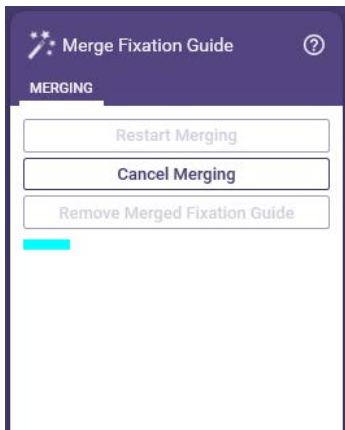 Merge Fixation Guide
MERGING
Restart Merging
Cancel Merging
Remove Merged Fixation Guide